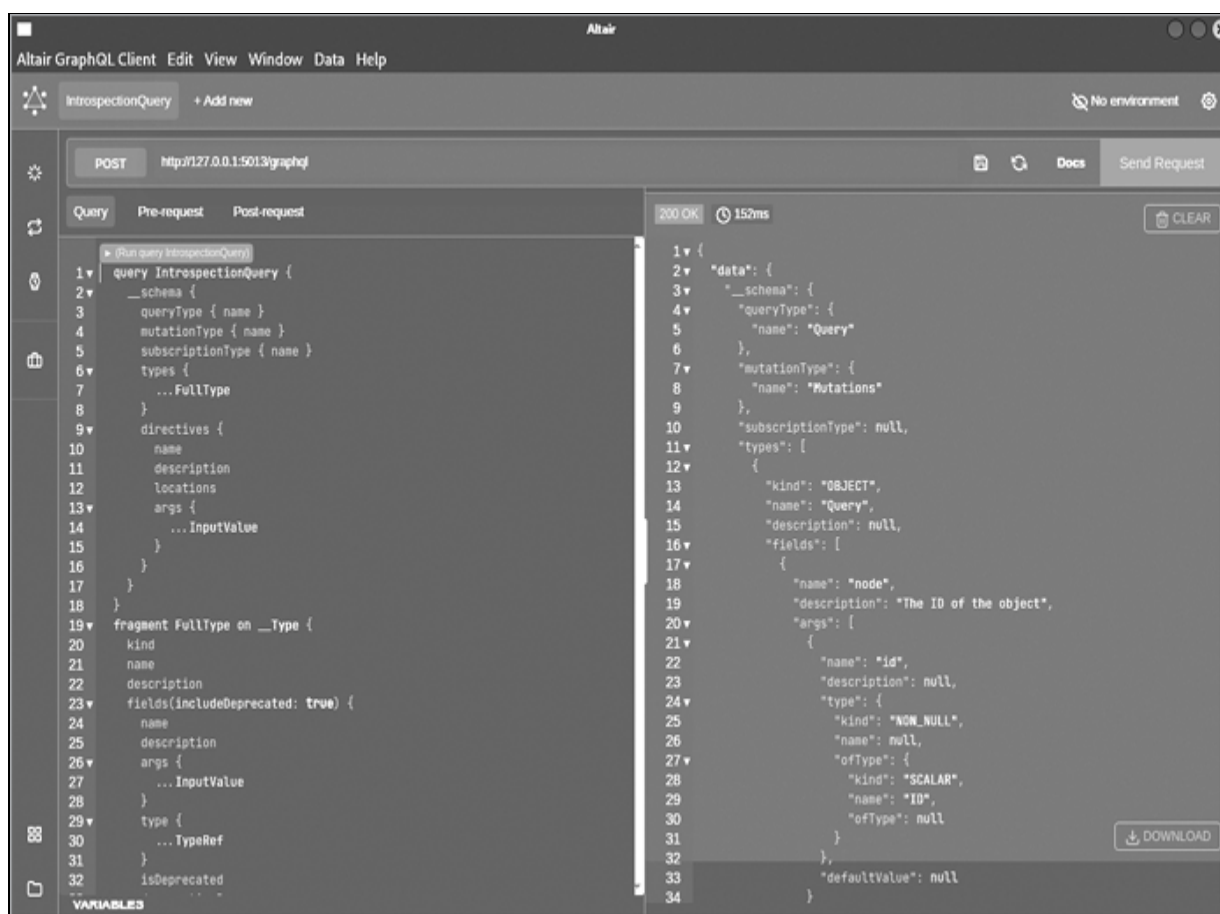 Altair
Altair GraphQL Client Edit View Window Data Help
IntrospectionQuery + Add new No environment
POST http://127.0.0.1:5013/graphql Docs Send Request
Query Pre-request Post-request
▸ (Run query IntrospectionQuery)
1▾ query IntrospectionQuery {
2▾ __schema {
3 queryType { name }
4 mutationType { name }
5 subscriptionType { name }
6▾ types {
7 ...FullType
8 }
9▾ directives {
10 name
11 description
12 locations
13▾ args {
14 ...InputValue
15 }
16 }
17 }
18 }
19▾ fragment FullType on __Type {
20 kind
21 name
22 description
23▾ fields(includeDeprecated: true) {
24 name
25 description
26▾ args {
27 ...InputValue
28 }
29▾ type {
30 ...TypeRef
31 }
32 isDeprecated
VARIABLES
200 OK 152ms
CLEAR
1▾ {
2▾ "data": {
3▾ "__schema": {
4▾ "queryType": {
5 "name": "Query"
6 },
7▾ "mutationType": {
8 "name": "Mutations"
9 },
10 "subscriptionType": null,
11▾ "types": [
12▾ {
13 "kind": "OBJECT",
14 "name": "Query",
15 "description": null,
16▾ "fields": [
17▾ {
18 "name": "node",
19 "description": "The ID of the object",
20▾ "args": [
21▾ {
22 "name": "id",
23 "description": null,
24▾ "type": {
25 "kind": "NON_NULL",
26 "name": null,
27▾ "ofType": {
28 "kind": "SCALAR",
29 "name": "ID",
30 "ofType": null
31 }
32 },
33 "defaultValue": null
34 }
DOWNLOAD